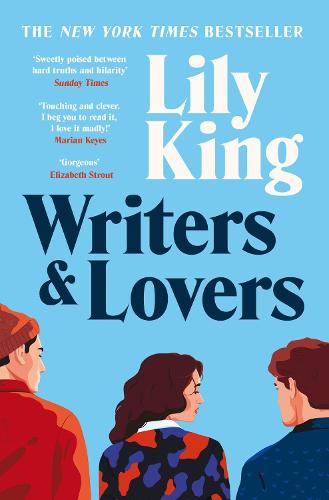 THE NEW YORK TIMES BESTSELLER
‘Sweetly poised between
hard truths and hilarity’
Sunday Times
‘Touching and clever.
I beg you to read it,
I love it madly!’
Marian Keyes
‘Gorgeous’
Elizabeth Strout
Lily
King
Writers
& Lovers